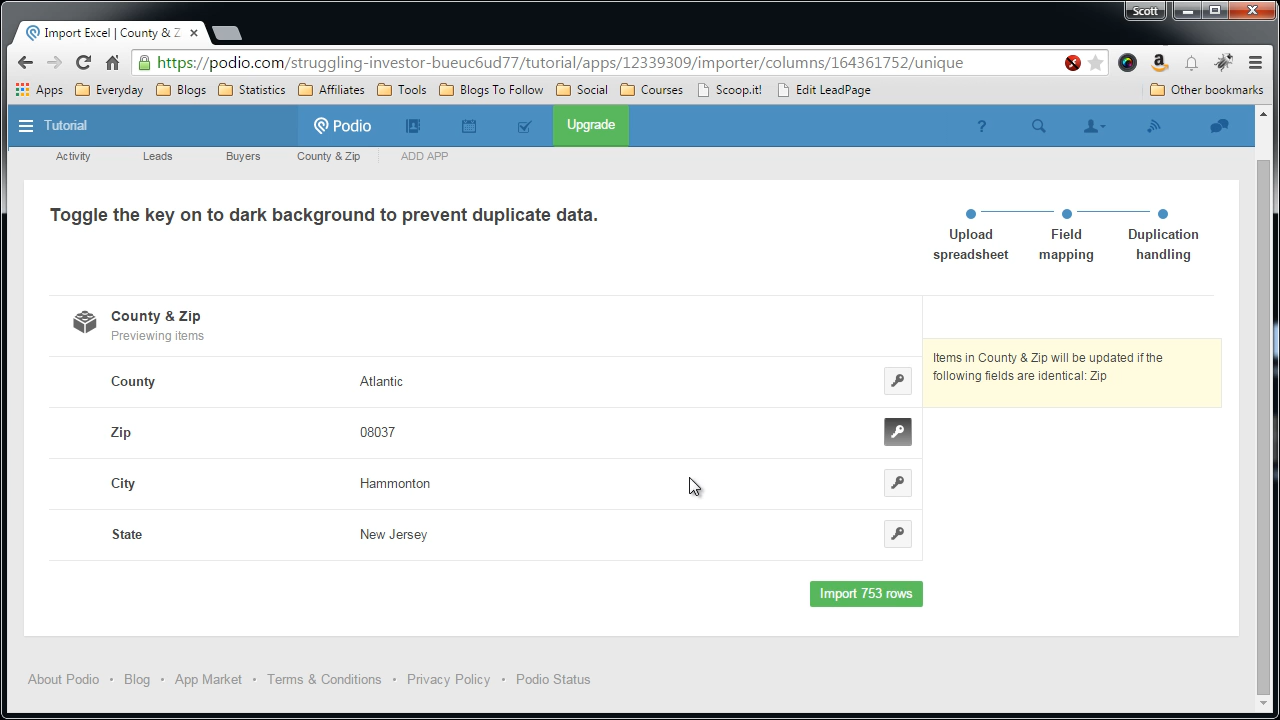 Scott
Import Excel | County & Z
https://podio.com/struggling-investor-bueuc6ud77/tutorial/apps/12339309/importer/columns/164361752/unique
Apps Everyday Blogs Statistics Affiliates Tools Blogs To Follow Social Courses Scoop.it! Edit LeadPage Other bookmarks
Tutorial Podio Upgrade ?
Activity Leads Buyers County & Zip ADD APP
Toggle the key on to dark background to prevent duplicate data.
Upload spreadsheet
Field mapping
Duplication handling
County & Zip
Previewing items
Items in County & Zip will be updated if the
following fields are identical: Zip
County Atlantic
Zip 08037
City Hammonton
State New Jersey
Import 753 rows
About Podio • Blog • App Market • Terms & Conditions • Privacy Policy • Podio Status